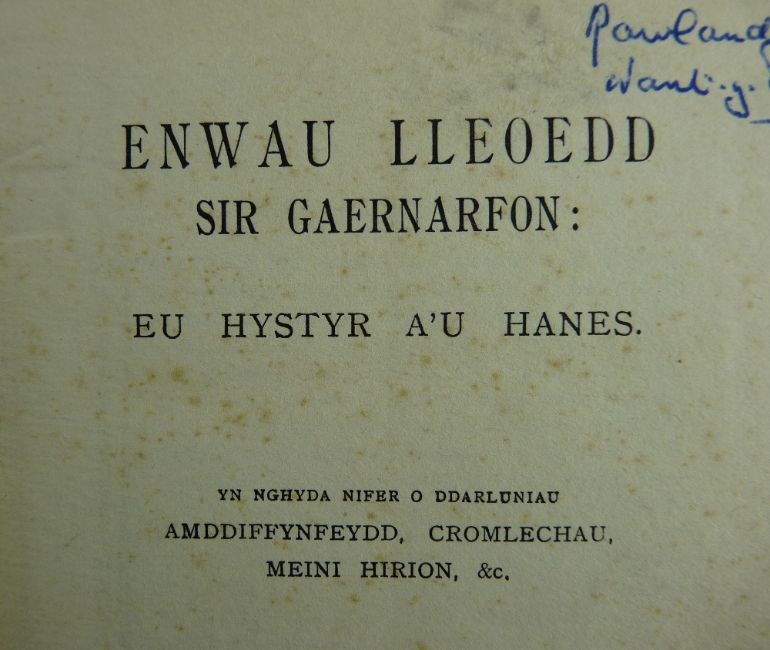 ENWAU LLEOEDD
SIR GAERNARFON:
EU HYSTYR A'U HANES.
YN NGHYDA NIFER O DDARLUNIAU
AMDDIFFYNFEYDD, CROMLECHAU,
MEINI HIRION, &c.